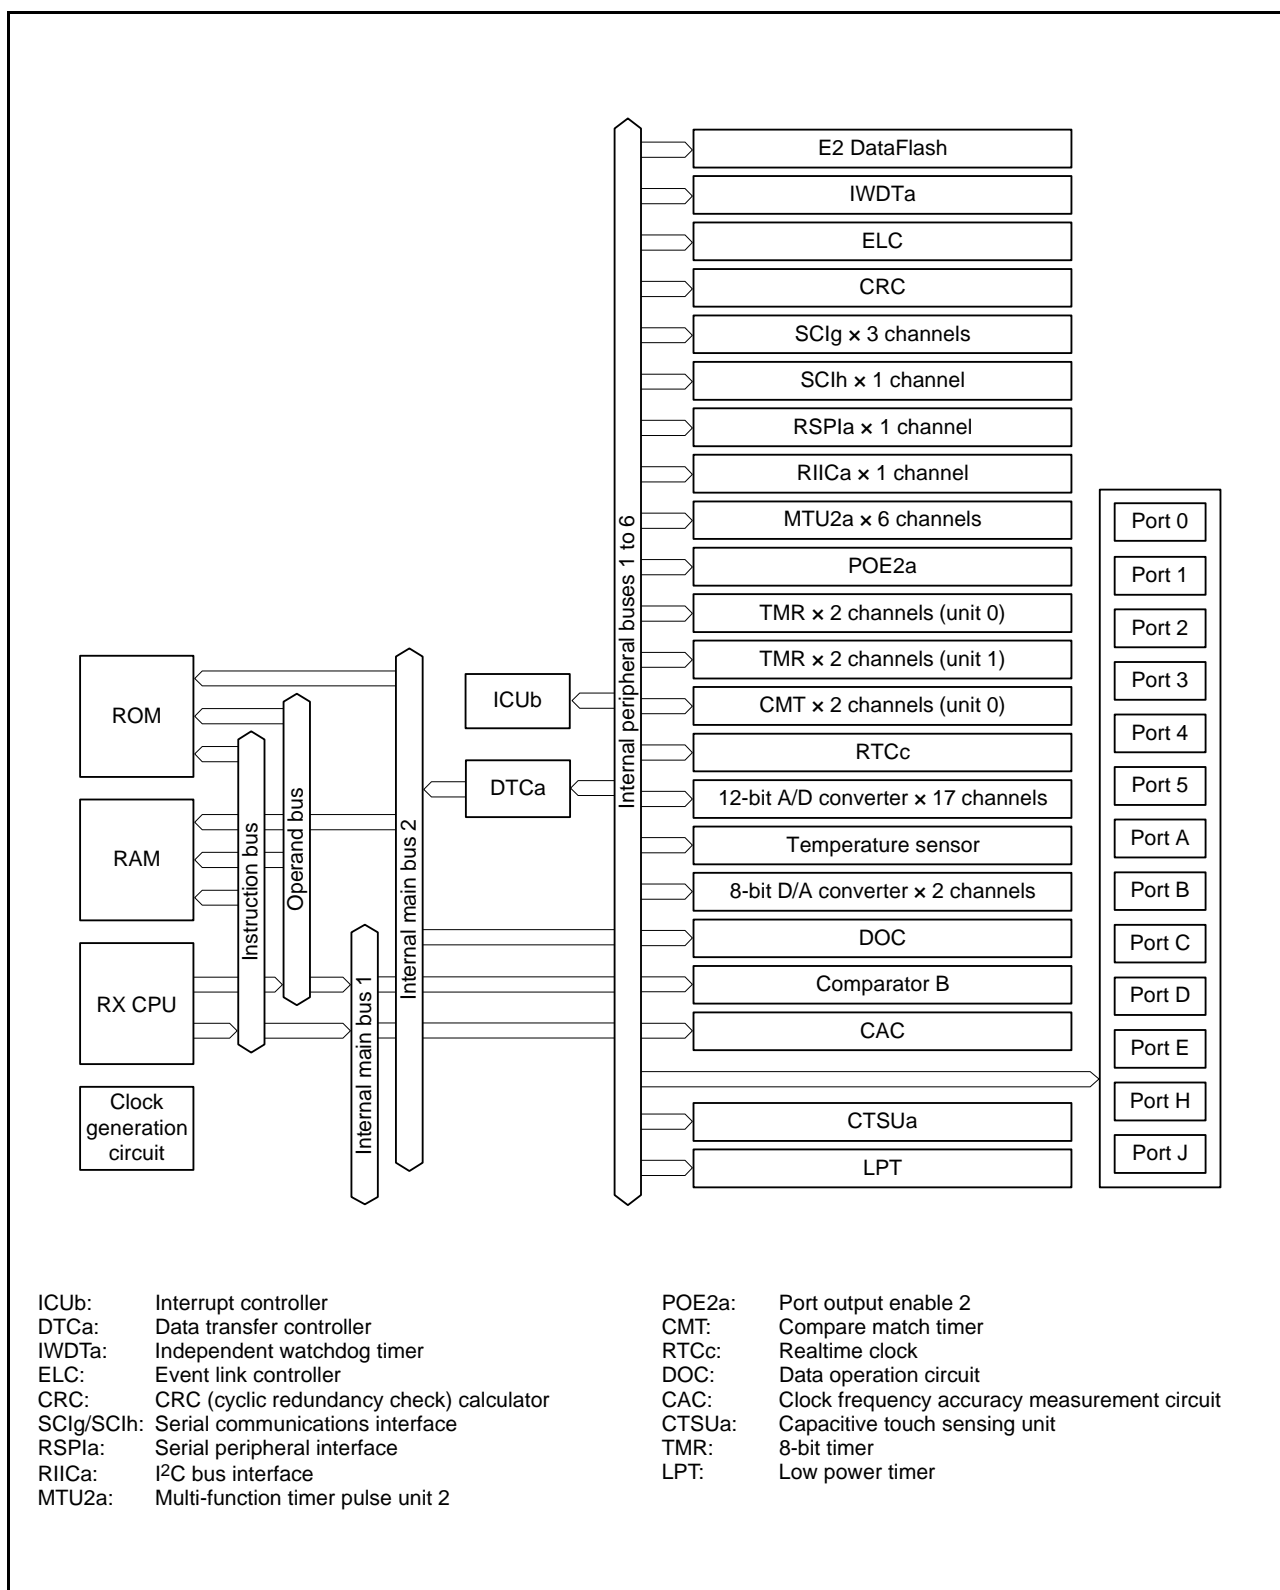 E2 DataFlash
IWDTa
ELC
CRC
SCIg × 3 channels
SCIh × 1 channel
RSPIa × 1 channel
RIICa × 1 channel
MTU2a × 6 channels
POE2a
TMR × 2 channels (unit 0)
TMR × 2 channels (unit 1)
CMT × 2 channels (unit 0)
RTCc
12-bit A/D converter × 17 channels
Temperature sensor
8-bit D/A converter × 2 channels
DOC
Comparator B
CAC
CTSUa
LPT
Port 0
Port 1
Port 2
Port 3
Port 4
Port 5
Port A
Port B
Port C
Port D
Port E
Port H
Port J
Internal peripheral buses 1 to 6
ICUb
DTCa
Internal main bus 2
Internal main bus 1
Operand bus
Instruction bus
ROM
RAM
RX CPU
Clock
generation
circuit
ICUb: Interrupt controller
DTCa: Data transfer controller
IWDTa: Independent watchdog timer
ELC: Event link controller
CRC: CRC (cyclic redundancy check) calculator
SCIg/SCIh: Serial communications interface
RSPIa: Serial peripheral interface
RIICa: I²C bus interface
MTU2a: Multi-function timer pulse unit 2
POE2a: Port output enable 2
CMT: Compare match timer
RTCc: Realtime clock
DOC: Data operation circuit
CAC: Clock frequency accuracy measurement circuit
CTSUa: Capacitive touch sensing unit
TMR: 8-bit timer
LPT: Low power timer